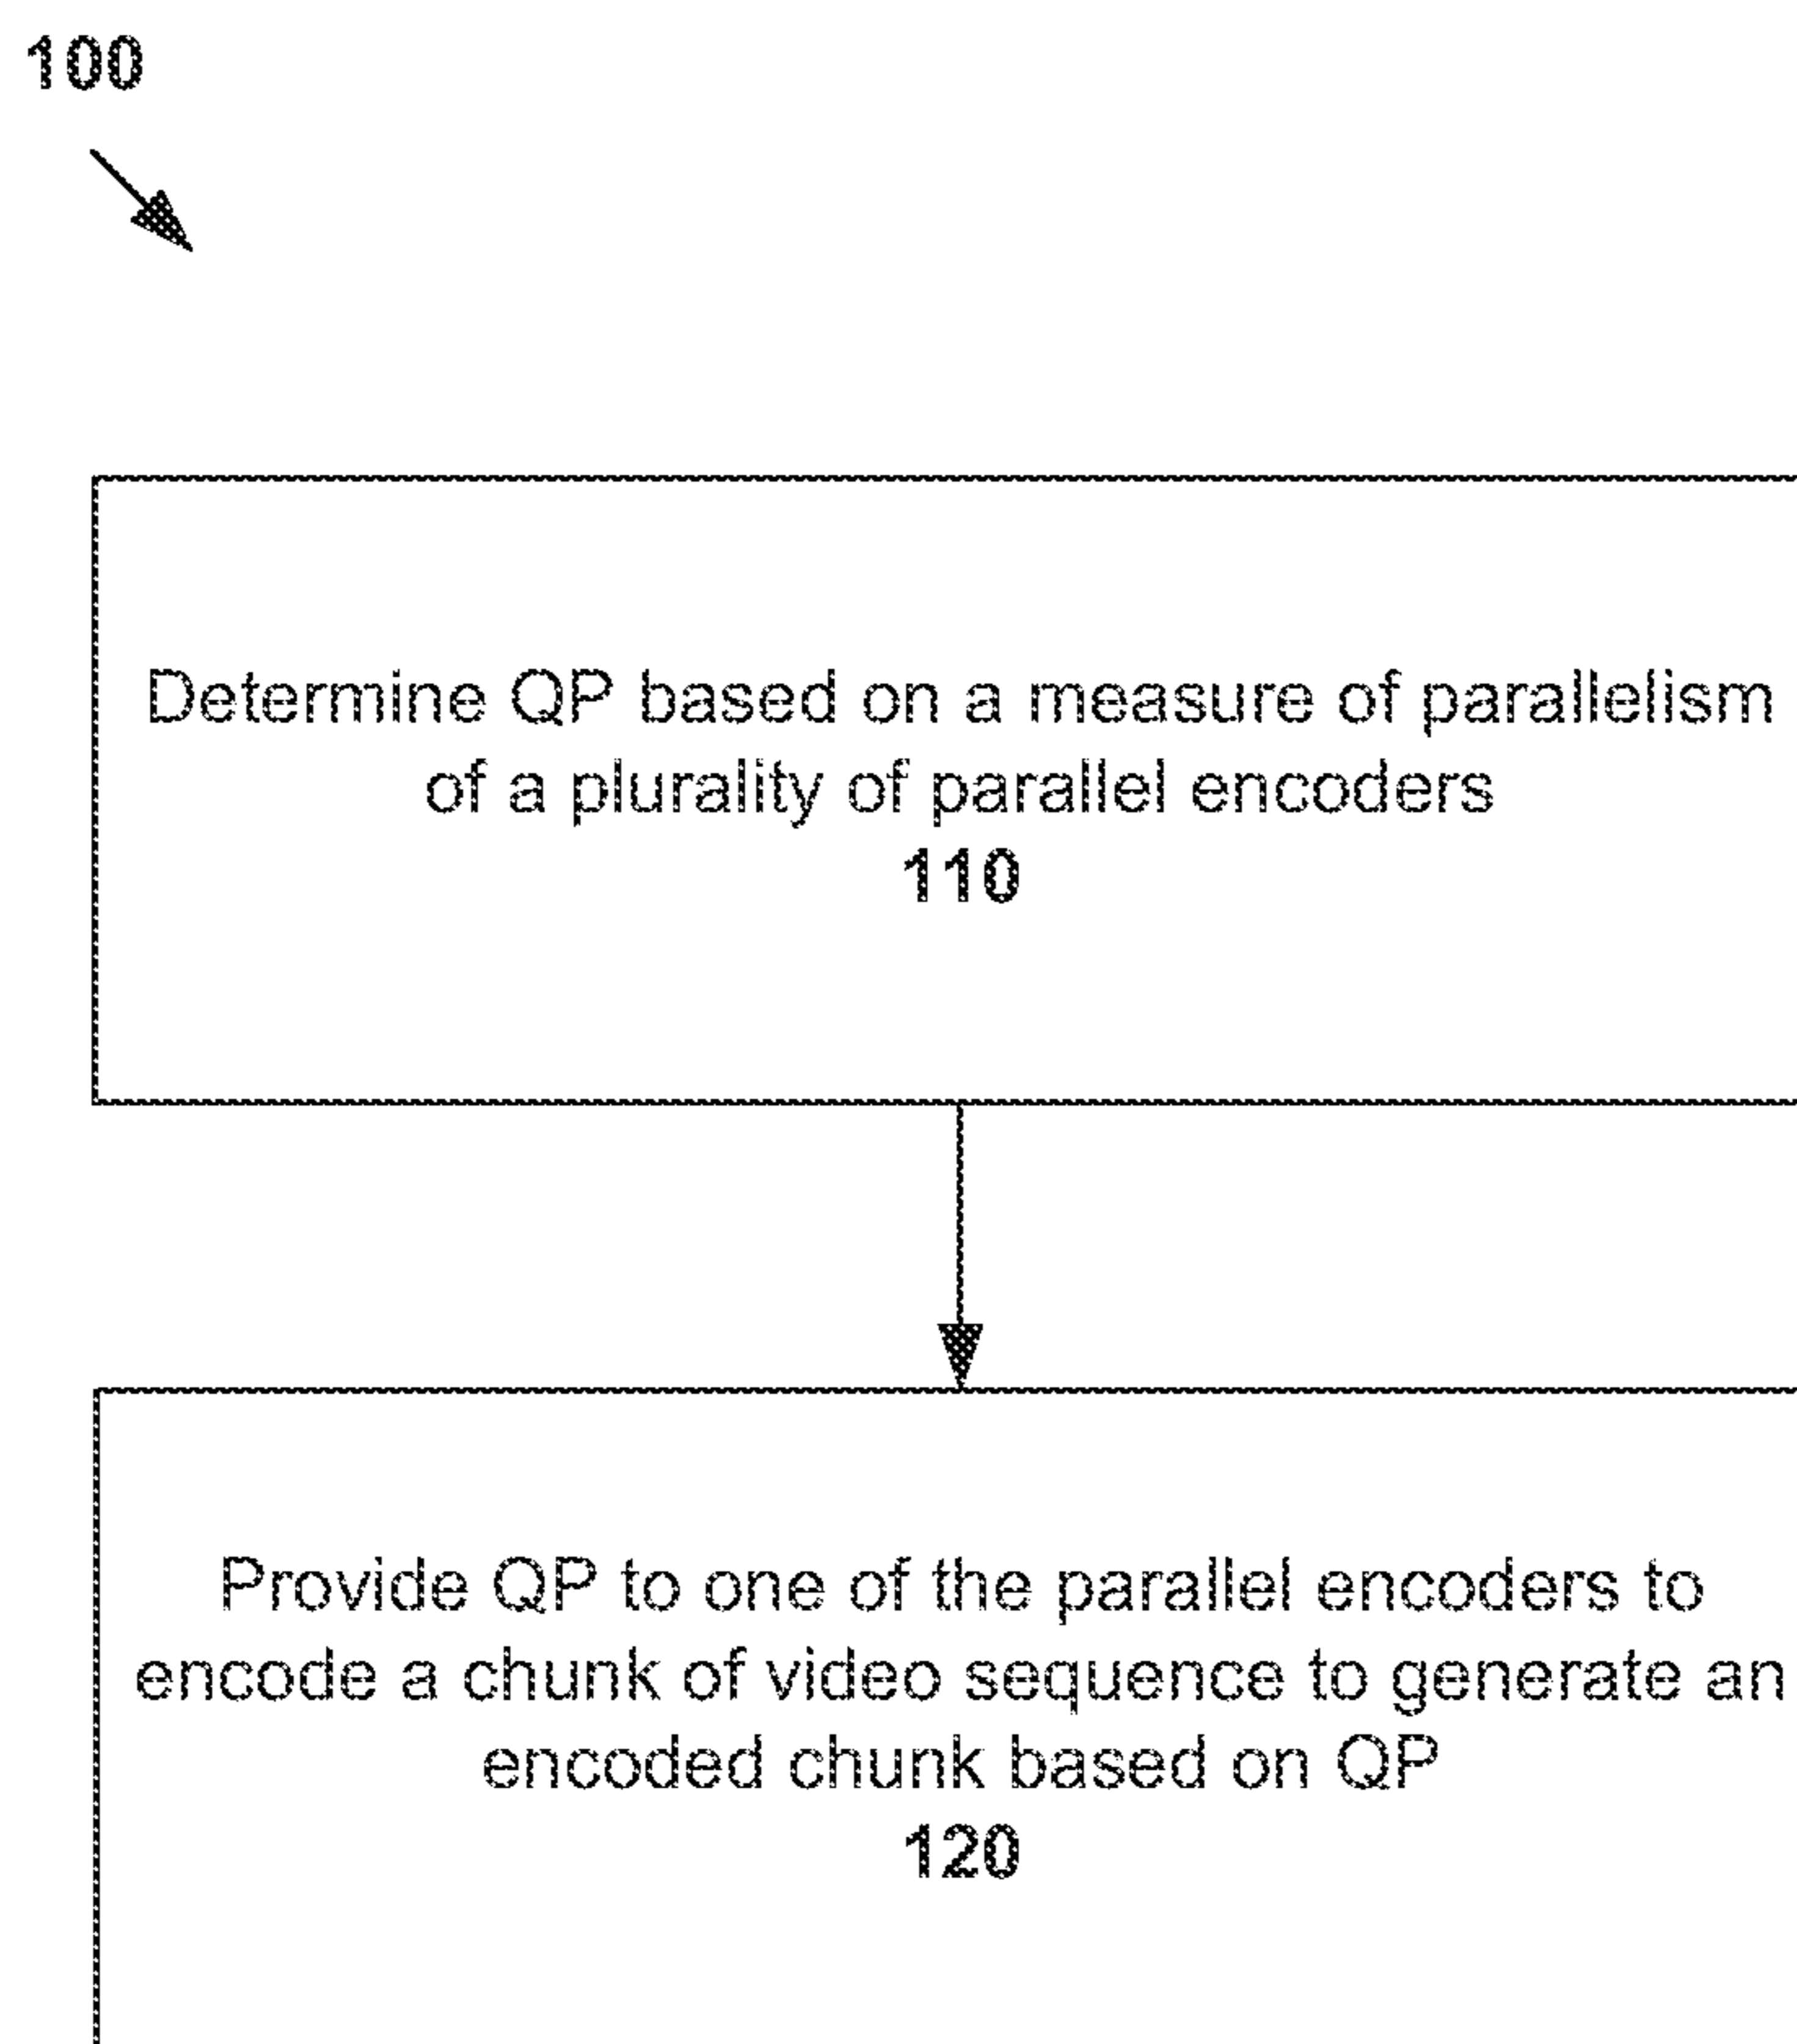 100
Determine QP based on a measure of parallelism
of a plurality of parallel encoders
110
Provide QP to one of the parallel encoders to
encode a chunk of video sequence to generate an
encoded chunk based on QP
120